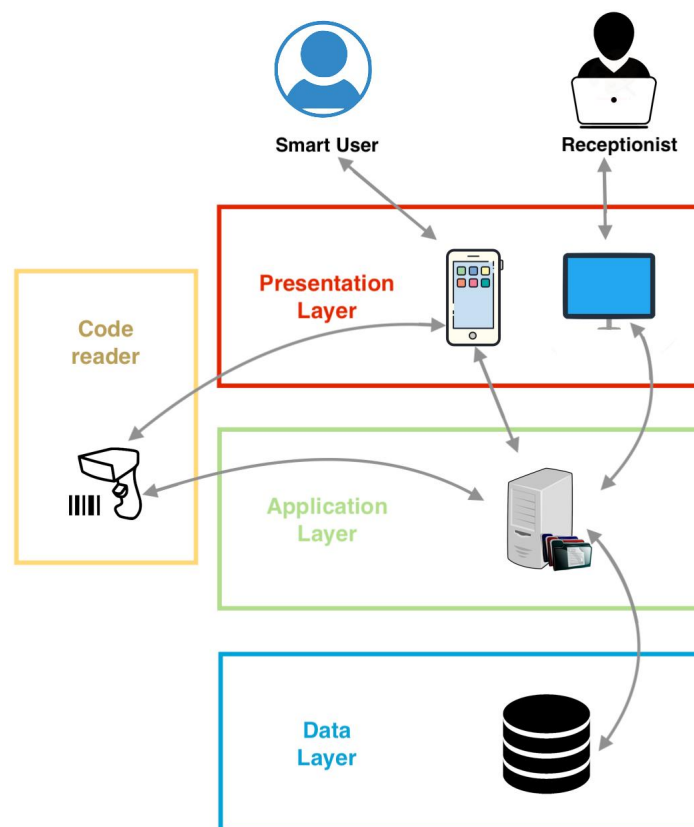 Smart User
Receptionist
Presentation
Layer
Code
reader
Application
Layer
Data
Layer